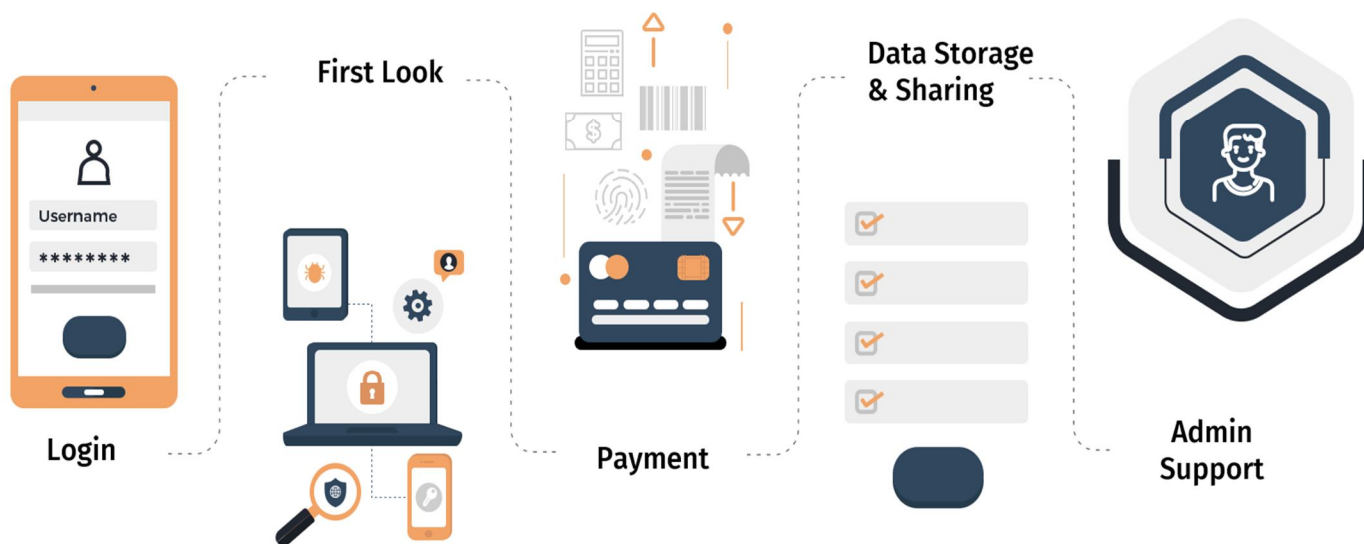 Login
Username
********
First Look
$
Payment
Data Storage
& Sharing
Admin
Support